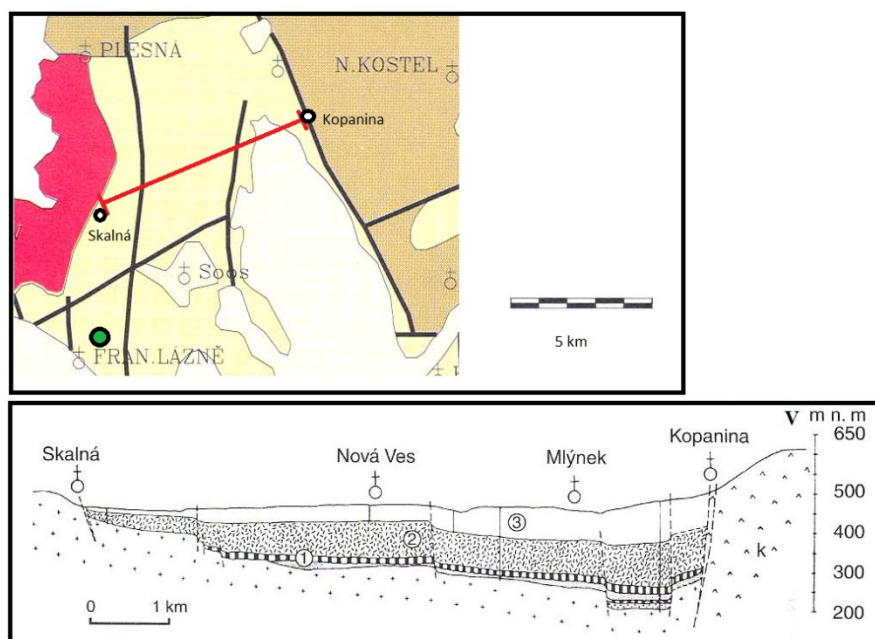 PLESNÁ
N.KOSTEL
Kopanina
Skalná
Soos
FRAN.LÁZNĚ
5 km
V m n. m
Skalná
Nová Ves
Mlýnek
Kopanina
650
500
400
300
200
1
2
3
k
0 1 km